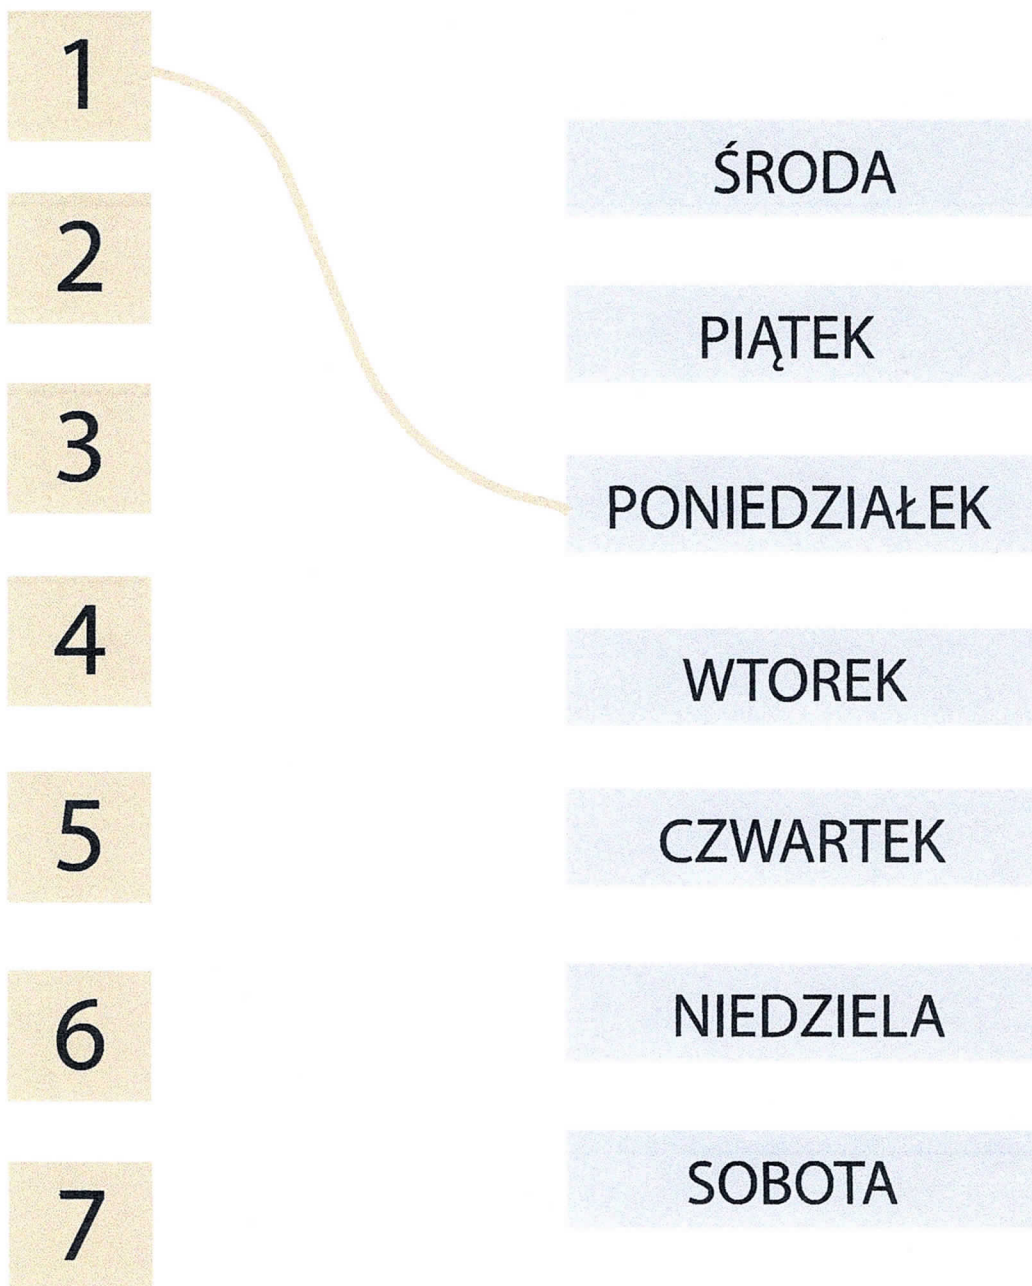 1
2
3
4
5
6
7
ŚRODA
PIĄTEK
PONIEDZIAŁEK
WTOREK
CZWARTEK
NIEDZIELA
SOBOTA